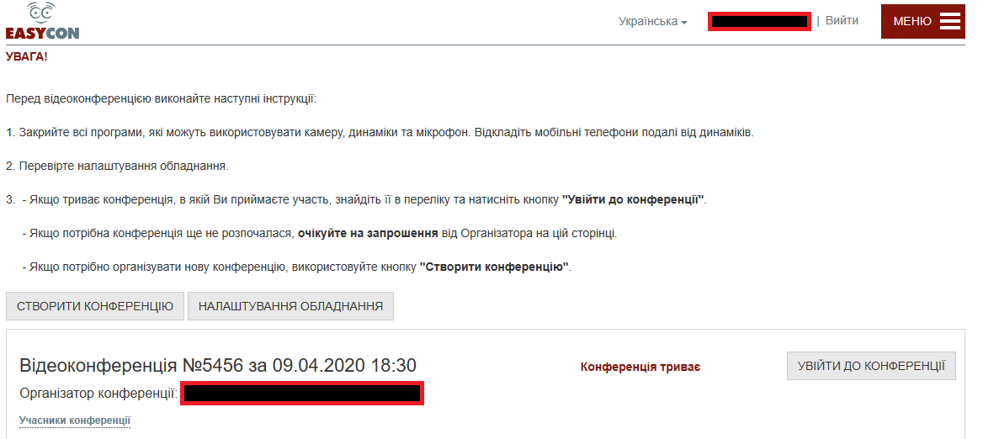 EASYCON
Українська
| Вийти
МЕНЮ
УВАГА!
Перед відеоконференцією виконайте наступні інструкції:
1. Закрийте всі програми, які можуть використовувати камеру, динаміки та мікрофон. Відкладіть мобільні телефони подалі від динаміків.
2. Перевірте налаштування обладнання.
3. - Якщо триває конференція, в якій Ви приймаєте участь, знайдіть її в переліку та натисніть кнопку "Увійти до конференції".
- Якщо потрібна конференція ще не розпочалася, очікуйте на запрошення від Організатора на цій сторінці.
- Якщо потрібно організувати нову конференцію, використовуйте кнопку "Створити конференцію".
СТВОРИТИ КОНФЕРЕНЦІЮ
НАЛАШТУВАННЯ ОБЛАДНАННЯ
Відеоконференція №5456 за 09.04.2020 18:30
Конференція триває
УВІЙТИ ДО КОНФЕРЕНЦІЇ
Організатор конференції:
Учасники конференції